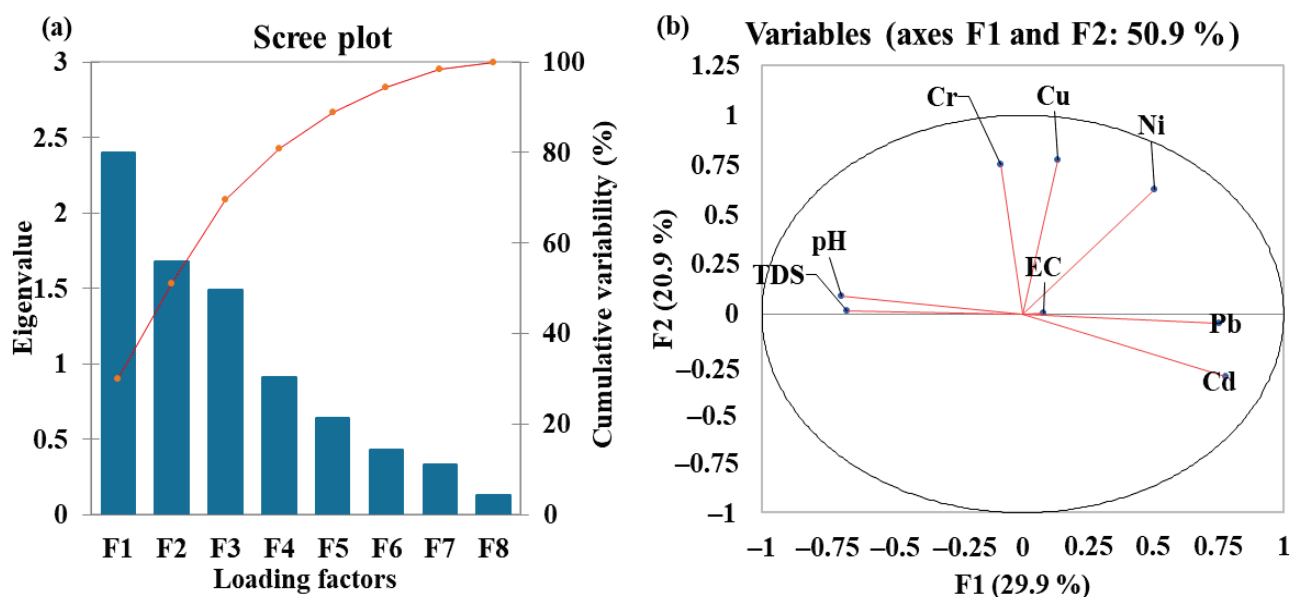 (a)
Scree plot
3
2.5
2
1.5
1
0.5
0
Eigenvalue
100
80
60
40
20
0
Cumulative variability (%)
F1 F2 F3 F4 F5 F6 F7 F8
Loading factors
(b)
Variables (axes F1 and F2: 50.9 %)
1.25
1
0.75
0.5
0.25
0
–0.25
–0.5
–0.75
–1
F2 (20.9 %)
Cr
Cu
Ni
pH
TDS
EC
Pb
Cd
–1 –0.75 –0.5 –0.25 0 0.25 0.5 0.75 1
F1 (29.9 %)